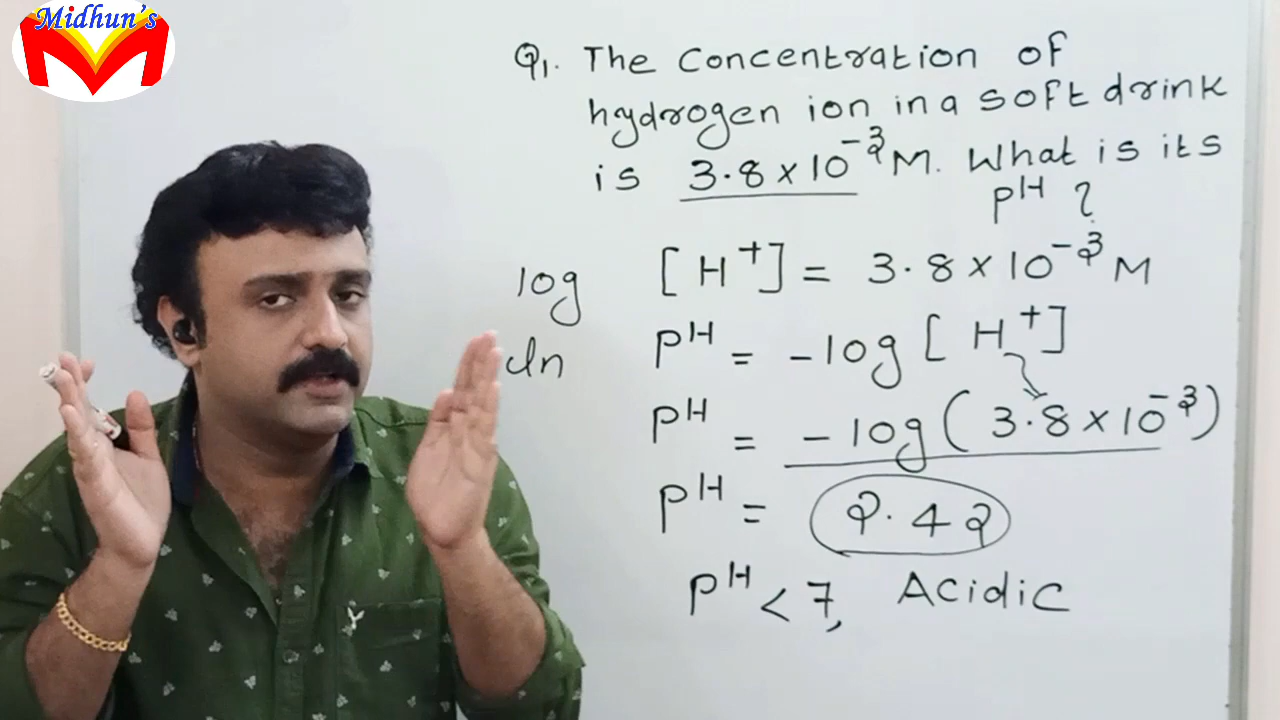 Midhun's
M
Q1. The Concentration of
hydrogen ion in a soft drink
is 3.8 × 10⁻³ M. What is its
pH ?
[H⁺] = 3.8 × 10⁻³ M
log
pH = -log [H⁺]
ln
pH = -log (3.8 × 10⁻³)
pH = 2.42
pH < 7, Acidic